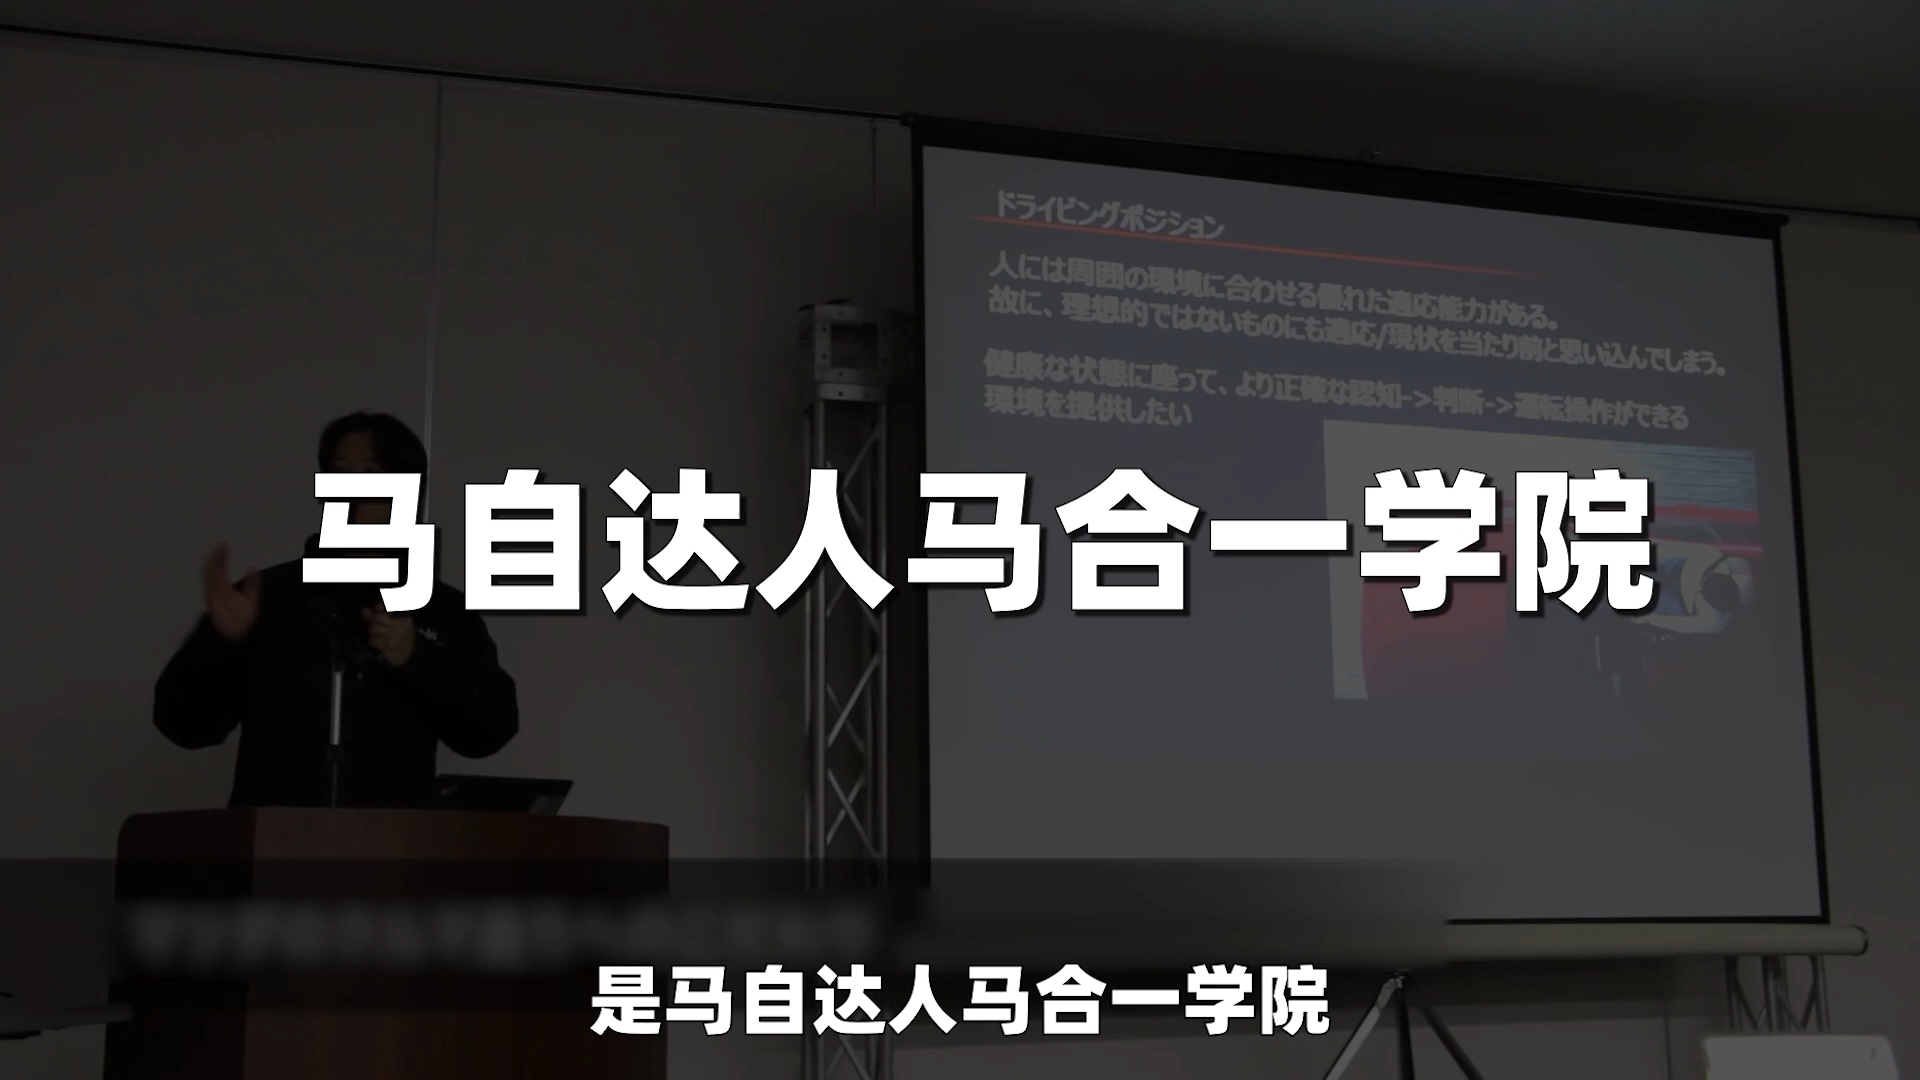 ドライビングポジション
人には周囲の環境に合わせる優れた適応能力がある。
故に、理想的ではないものにも適応/現状を当たり前と思い込んでしまう。
健康な状態に座って、より正確な認知->判断->運転操作ができる
環境を提供したい
马自达人马合一学院
是马自达人马合一学院